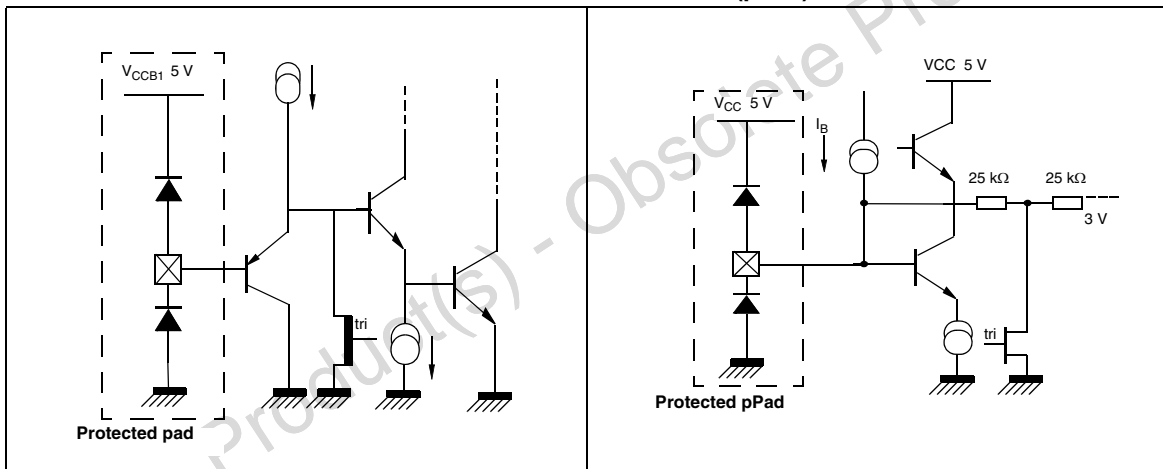 V_CCB1 5 V
tri
Protected pad
VCC 5 V
V_CC 5 V
I_B
25 kΩ 25 kΩ
3 V
tri
Protected pPad
Product(s) - Obsolete